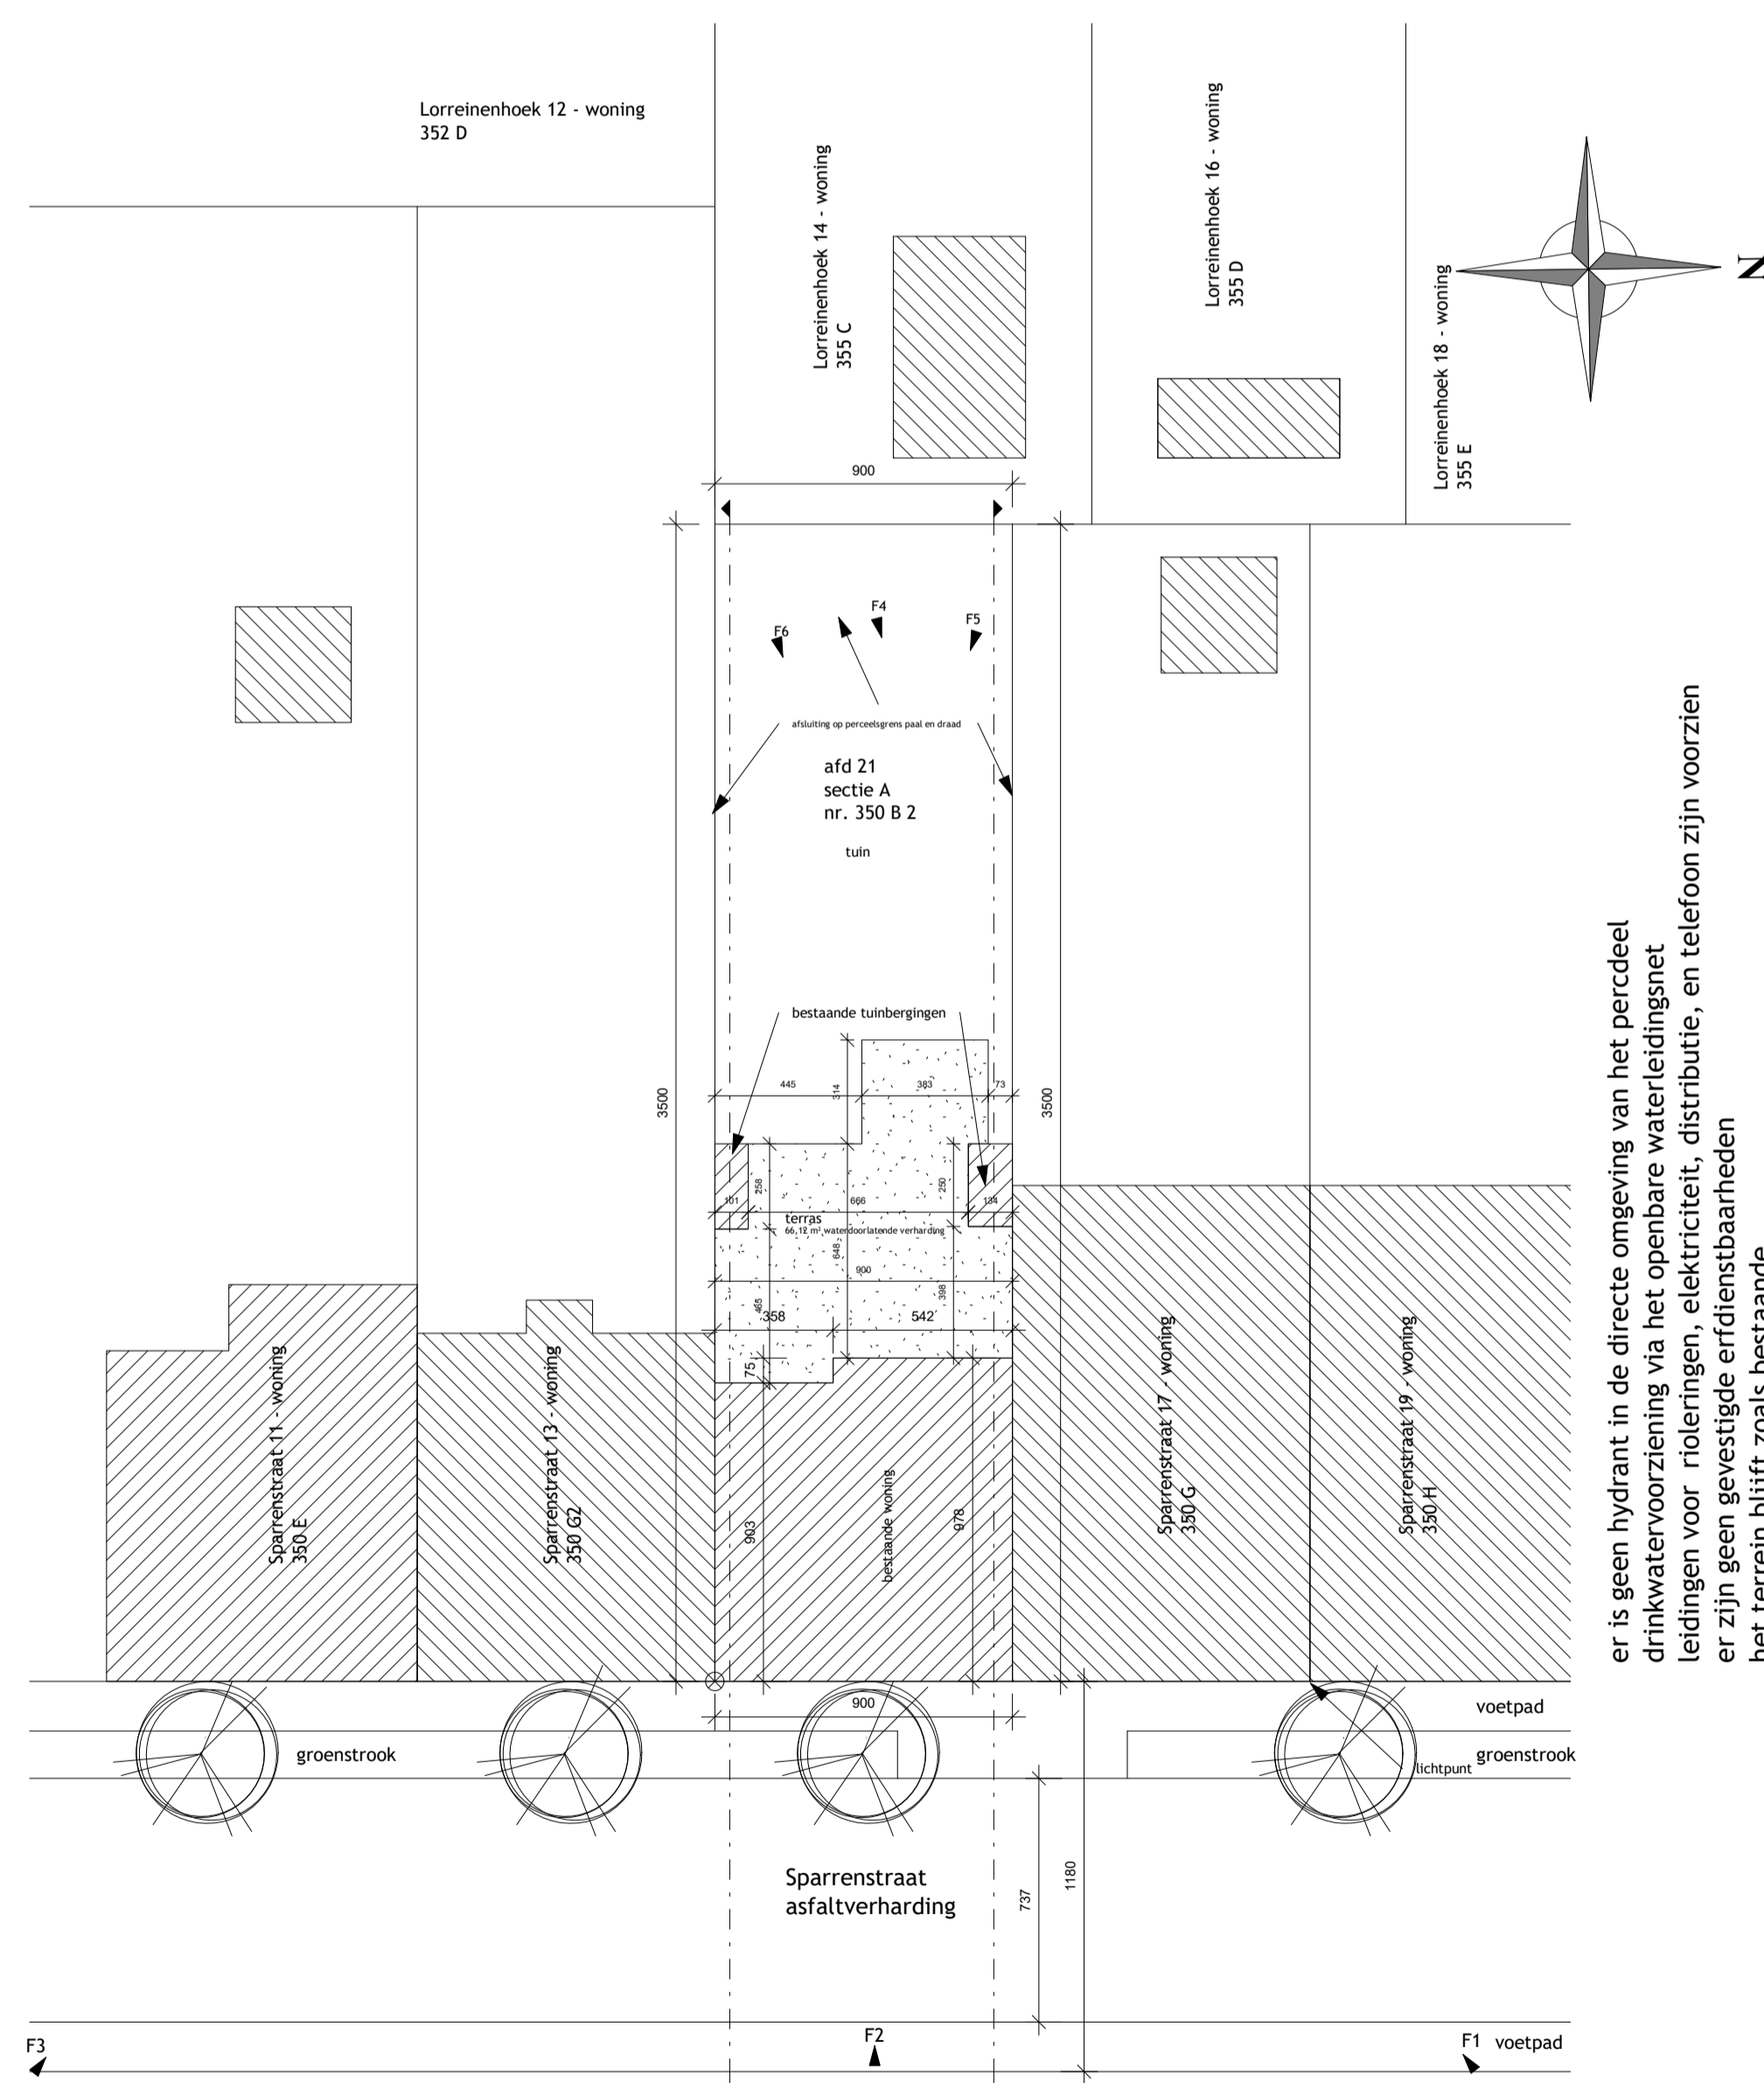 Lorreinenhoek 12 - woning
352 D
Lorreinenhoek 14 - woning
355 C
Lorreinenhoek 16 - woning
355 D
Lorreinenhoek 18 - woning
355 E
N
900
F6
F4
F5
afsluiting op perceelsgrens paal en draad
afd 21
sectie A
nr. 350 B 2
tuin
bestaande tuinbergingen
3500
3500
445
314
383
73
101
258
666
250
134
terras
66,12 m² waterdoorlatende verharding
648
900
465
398
358
542
75
903
978
bestaande woning
Sparrenstraat 11 - woning
350 E
Sparrenstraat 13 - woning
350 G2
Sparrenstraat 17 - woning
350 G
Sparrenstraat 19 - woning
350 H
900
voetpad
groenstrook
groenstrook
lichtpunt
Sparrenstraat
asfaltverharding
737
1180
F3
F2
F1
voetpad
er is geen hydrant in de directe omgeving van het percdeel
drinkwatervoorziening via het openbare waterleidingsnet
leidingen voor rioleringen, elektriciteit, distributie, en telefoon zijn voorzien
er zijn geen gevestigde erfdienstbaarheden
het terrein blijft zoals bestaande